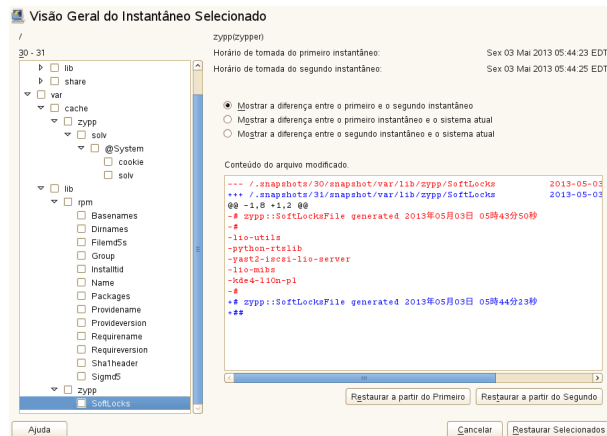 Visão Geral do Instantâneo Selecionado
/
30 - 31
lib
share
var
cache
zypp
solv
@System
cookie
solv
lib
rpm
Basenames
Dirnames
Filemd5s
Group
Installtid
Name
Packages
Providename
Provideversion
Requirename
Requireversion
Sha1header
Sigmd5
zypp
SoftLocks
zypp(zypper)
Horário de tomada do primeiro instantâneo: Sex 03 Mai 2013 05:44:23 EDT
Horário de tomada do segundo instantâneo: Sex 03 Mai 2013 05:44:25 EDT
Mostrar a diferença entre o primeiro e o segundo instantâneo
Mostrar a diferença entre o primeiro instantâneo e o sistema atual
Mostrar a diferença entre o segundo instantâneo e o sistema atual
Conteúdo do arquivo modificado.
--- /.snapshots/30/snapshot/var/lib/zypp/SoftLocks 2013-05-03
+++ /.snapshots/31/snapshot/var/lib/zypp/SoftLocks 2013-05-03
@@ -1,8 +1,2 @@
-# zypp::SoftLocksFile generated 2013年05月03日 05時43分50秒
-#
-lio-utils
-python-rtslib
-yast2-iscsi-lio-server
-lio-mibs
-kde4-l10n-pl
-#
+# zypp::SoftLocksFile generated 2013年05月03日 05時44分23秒
+##
Restaurar a partir do Primeiro Restaurar a partir do Segundo
Ajuda Cancelar Restaurar Selecionados